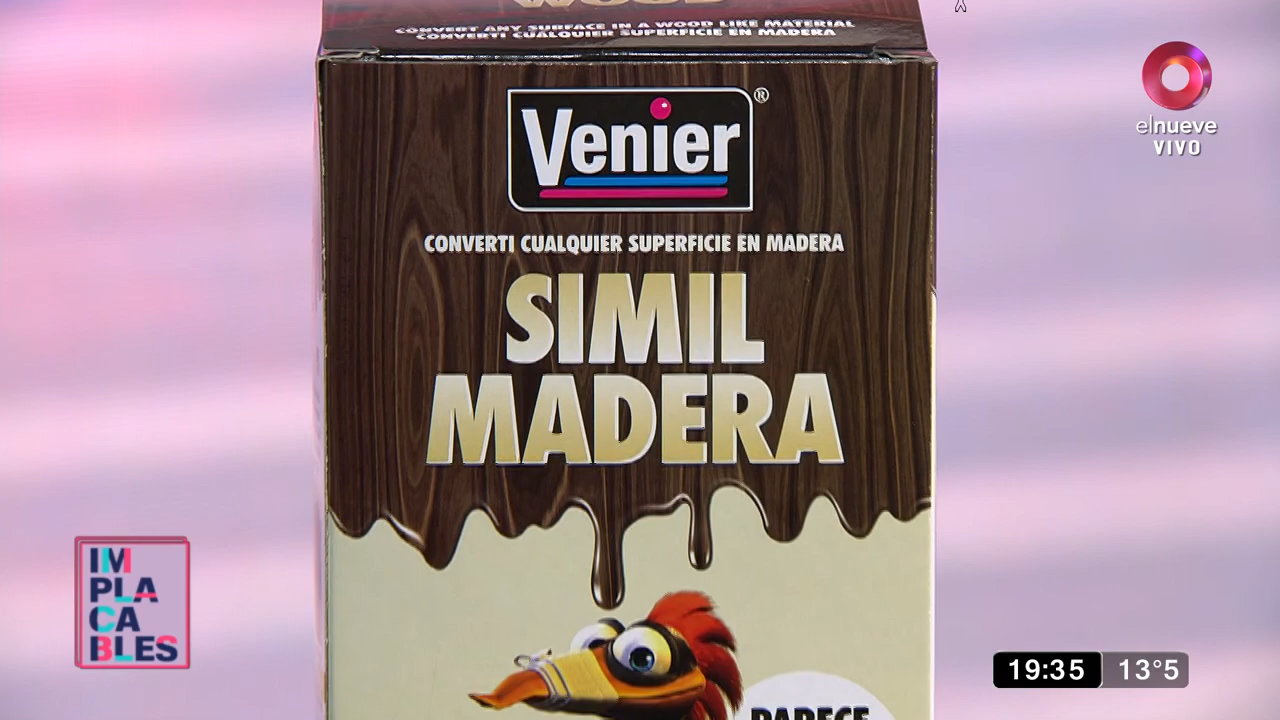 CONVERT ANY SURFACE IN A WOOD LIKE MATERIAL
CONVERTI CUALQUIER SUPERFICIE EN MADERA
Venier®
CONVERTI CUALQUIER SUPERFICIE EN MADERA
SIMIL
MADERA
PARECE
elnueve
VIVO
IM
PLA
CA
BLES
19:35 13°5